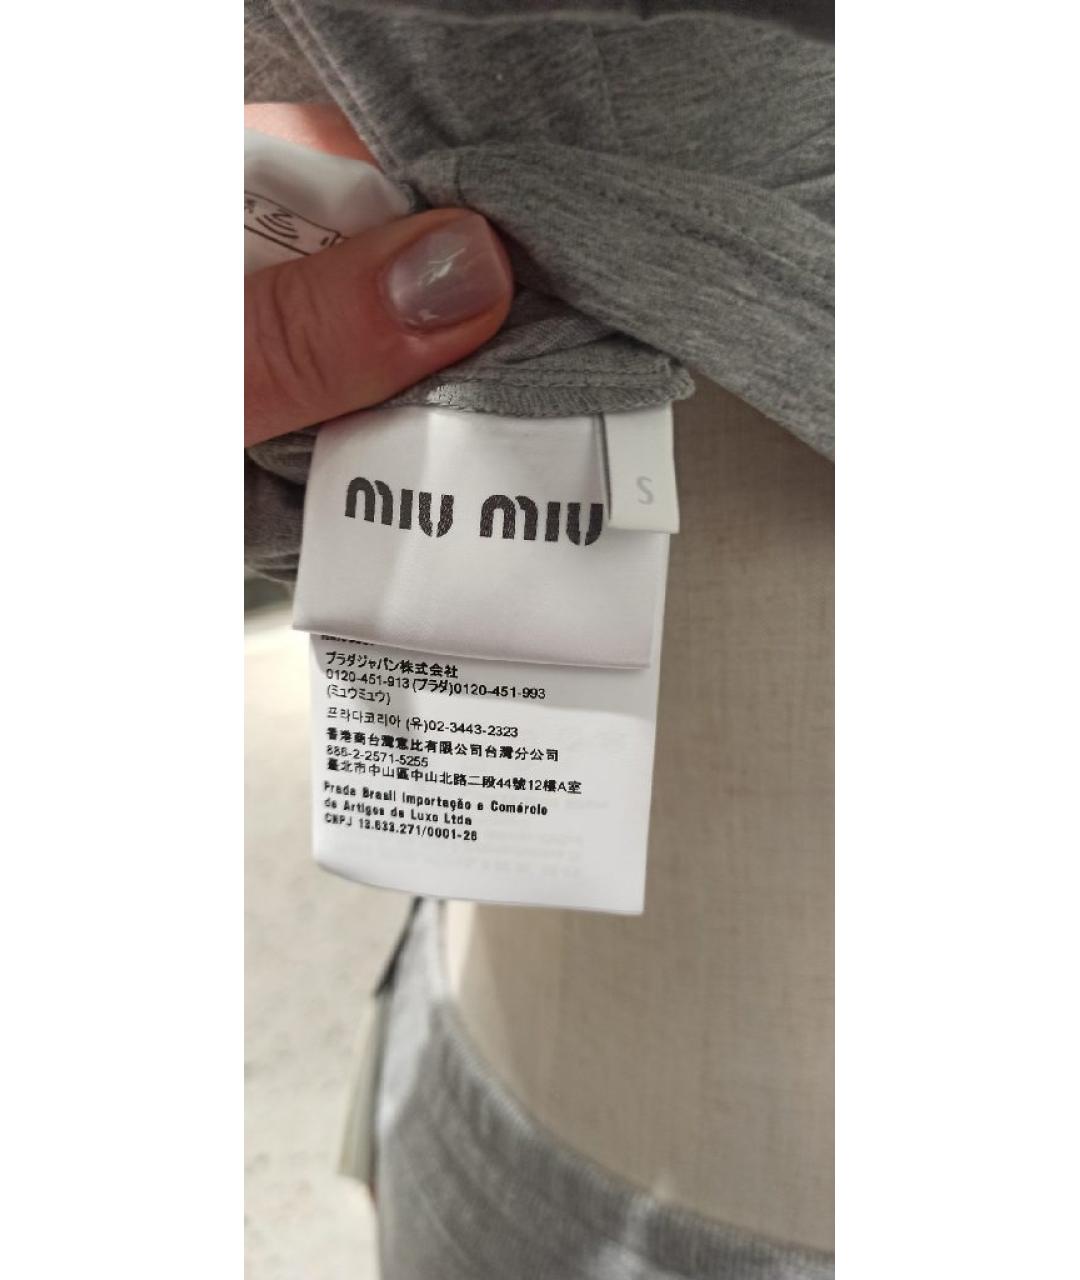 miu miu
S
プラダジャパン株式会社
0120-451-913 (プラダ)0120-451-993
(ミュウミュウ)
프라다코리아 (유)02-3443-2323
香港商台灣意比有限公司台灣分公司
886-2-2571-5255
臺北市中山區中山北路二段44號12樓A室
Prada Brasil Importação e Comércio
de Artigos de Luxo Ltda
CNPJ 13.633.271/0001-26